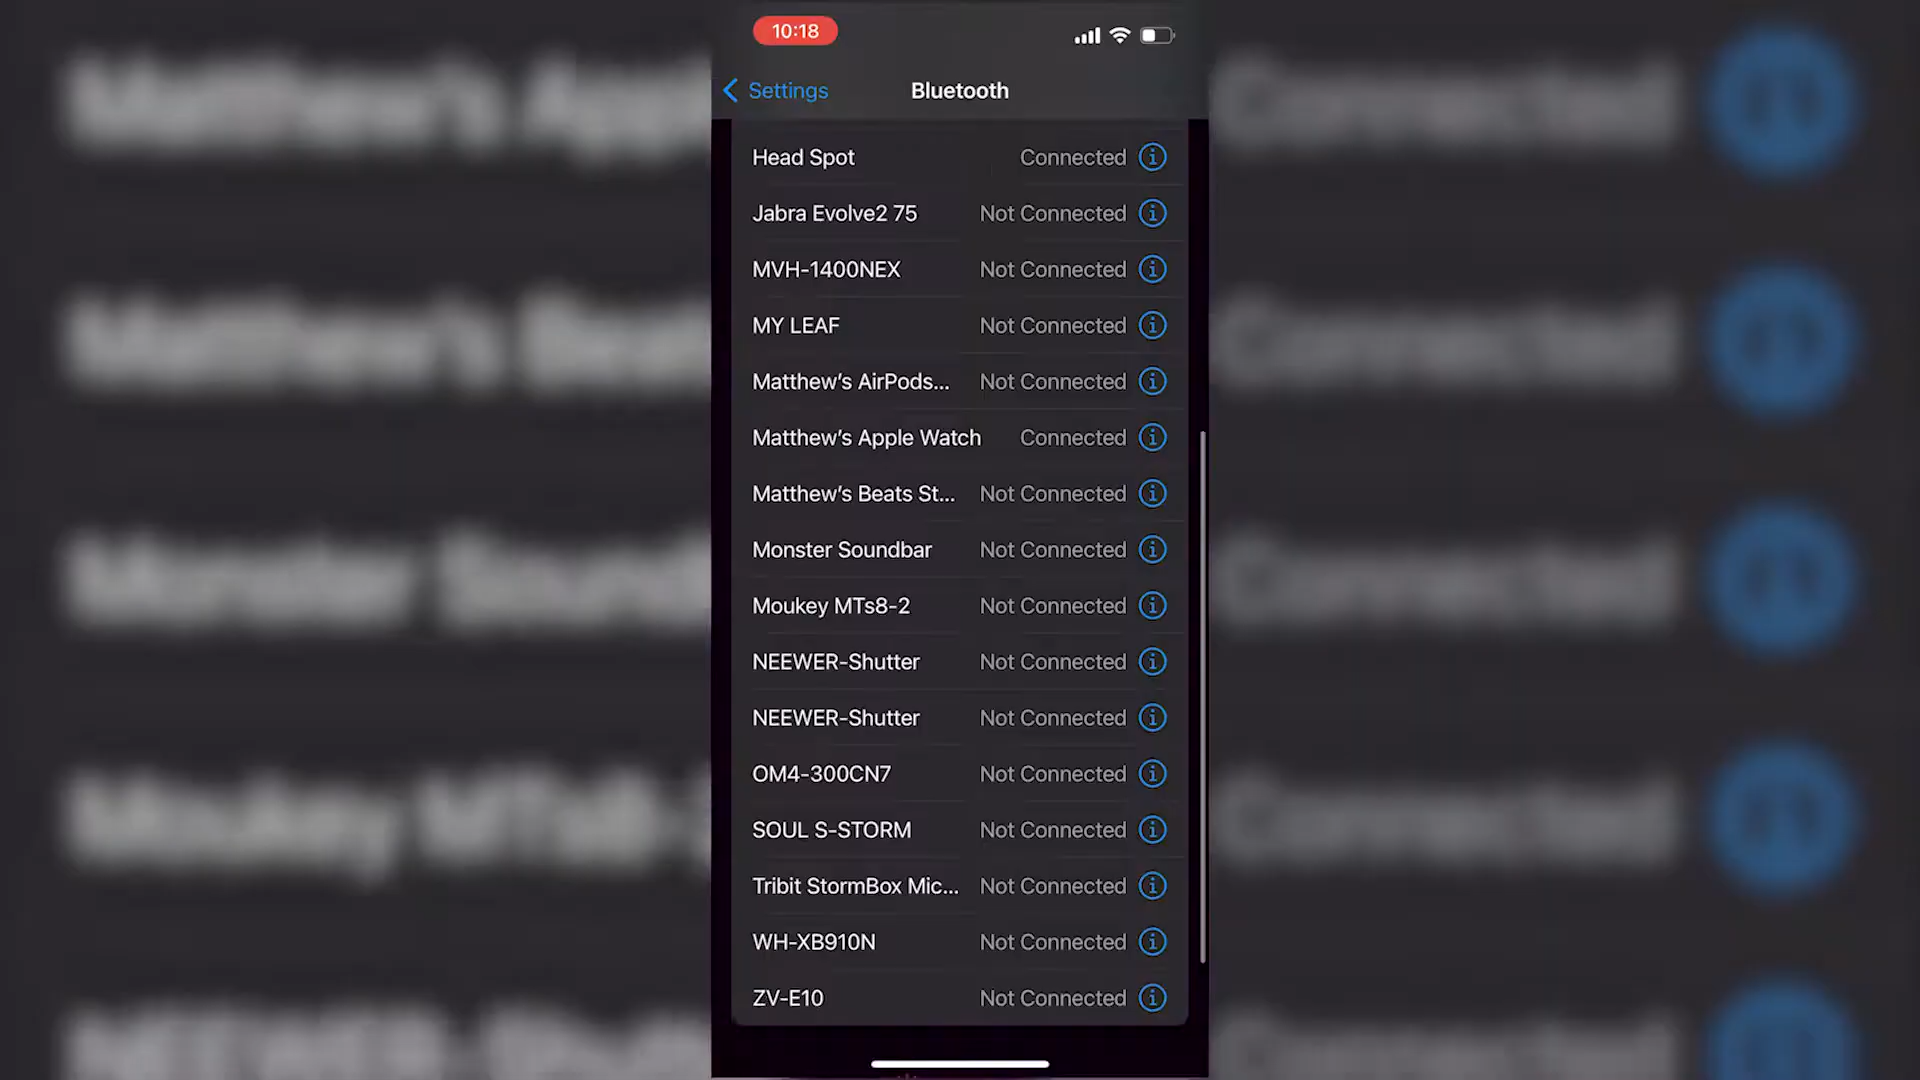 10:18
Settings
Bluetooth
Head Spot Connected
Jabra Evolve2 75 Not Connected
MVH-1400NEX Not Connected
MY LEAF Not Connected
Matthew's AirPods... Not Connected
Matthew's Apple Watch Connected
Matthew's Beats St... Not Connected
Monster Soundbar Not Connected
Moukey MTs8-2 Not Connected
NEEWER-Shutter Not Connected
NEEWER-Shutter Not Connected
OM4-300CN7 Not Connected
SOUL S-STORM Not Connected
Tribit StormBox Mic... Not Connected
WH-XB910N Not Connected
ZV-E10 Not Connected